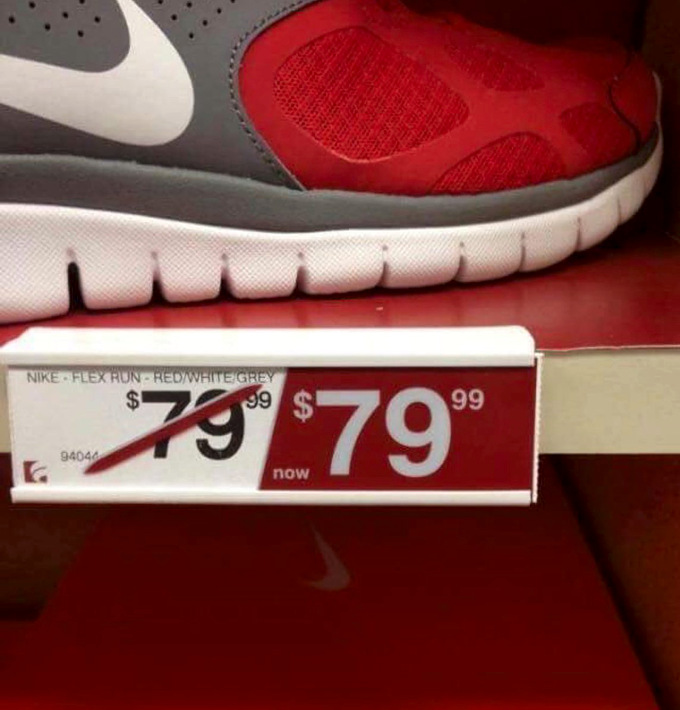 NIKE - FLEX RUN - RED/WHITE/GREY
$79 99
94044
now $79 99